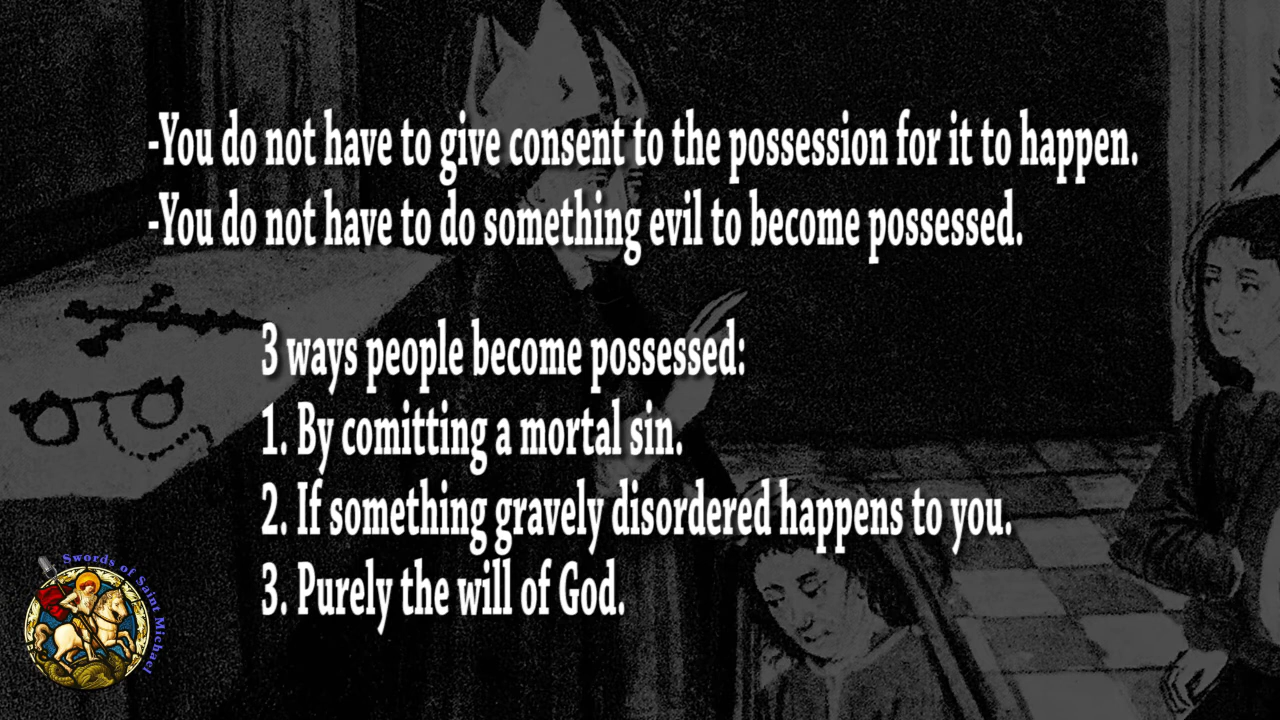 -You do not have to give consent to the possession for it to happen.
-You do not have to do something evil to become possessed.
3 ways people become possessed:
1. By comitting a mortal sin.
2. If something gravely disordered happens to you.
3. Purely the will of God.
Swords of Saint Michael